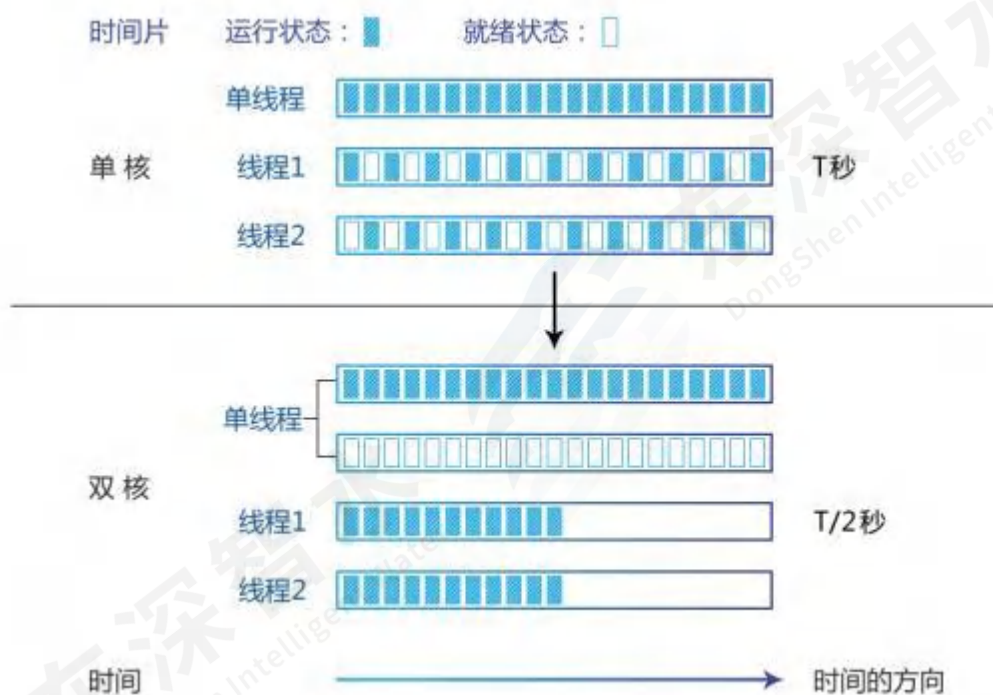 时间片 运行状态： 就绪状态：
单线程
单核 线程1 T秒
线程2
单线程
双核
线程1 T/2秒
线程2
时间 时间的方向
DongShen Intelligent